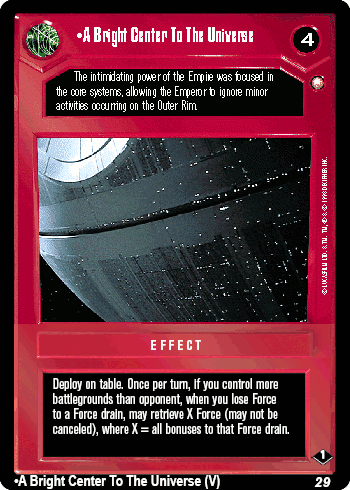 •A Bright Center To The Universe
4
The intimidating power of the Empire was focused in
the core systems, allowing the Emperor to ignore minor
activities occurring on the Outer Rim.
EFFECT
Deploy on table. Once per turn, if you control more
battlegrounds than opponent, when you lose Force
to a Force drain, may retrieve X Force (may not be
canceled), where X = all bonuses to that Force drain.
1
•A Bright Center To The Universe (V)
29